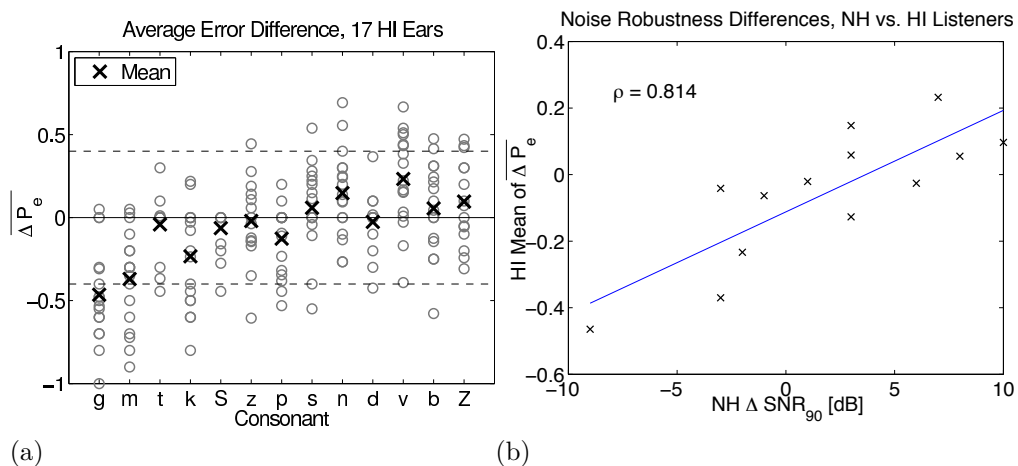 Average Error Difference, 17 HI Ears
1
0.5
0
−0.5
−1
Mean
Δ Pe
g m t k S z p s n d v b Z
Consonant
(a)
Noise Robustness Differences, NH vs. HI Listeners
0.4
0.2
0
−0.2
−0.4
−0.6
ρ = 0.814
HI Mean of Δ Pe
−10 −5 0 5 10
NH Δ SNR90 [dB]
(b)